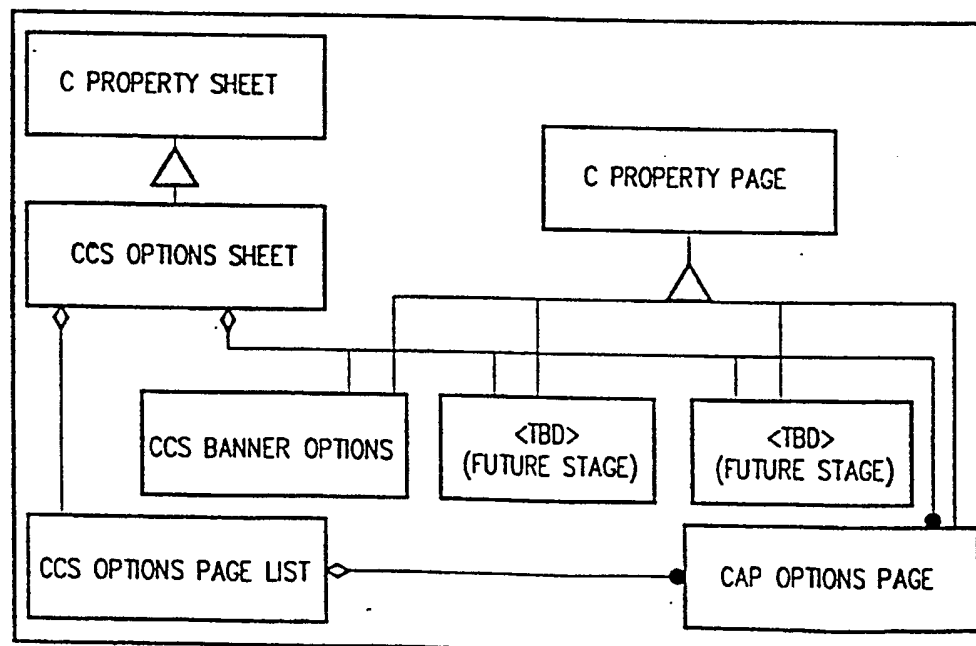 C PROPERTY SHEET
C PROPERTY PAGE
CCS OPTIONS SHEET
CCS BANNER OPTIONS
<TBD>
(FUTURE STAGE)
<TBD>
(FUTURE STAGE)
CCS OPTIONS PAGE LIST
CAP OPTIONS PAGE